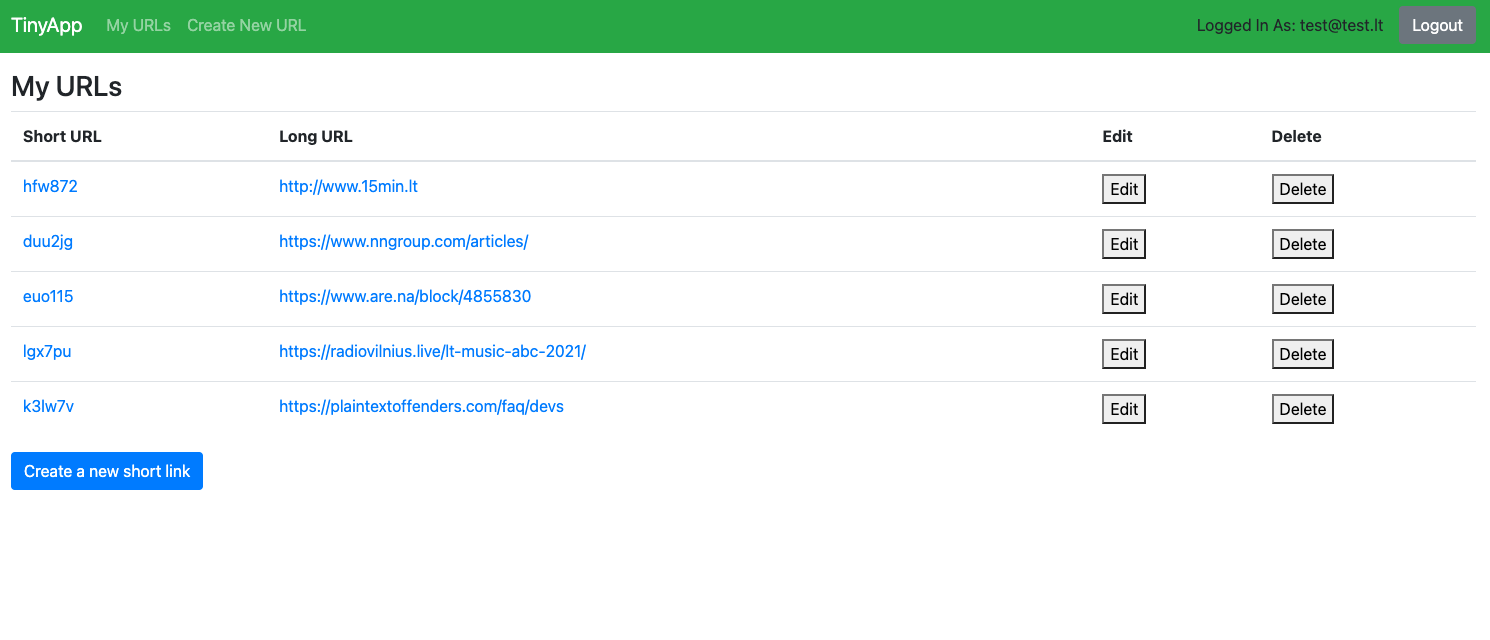 TinyApp My URLs Create New URL Logged In As: test@test.lt Logout
My URLs
Short URL Long URL Edit Delete
hfw872 http://www.15min.lt Edit Delete
duu2jg https://www.nngroup.com/articles/ Edit Delete
euo115 https://www.are.na/block/4855830 Edit Delete
lgx7pu https://radiovilnius.live/lt-music-abc-2021/ Edit Delete
k3lw7v https://plaintextoffenders.com/faq/devs Edit Delete
Create a new short link